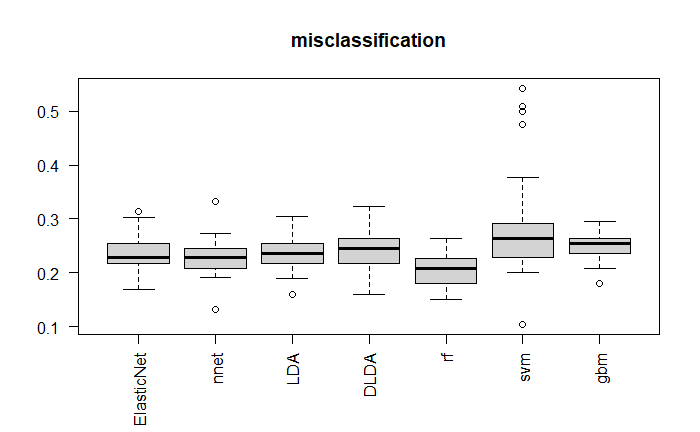 misclassification
0.5
0.4
0.3
0.2
0.1
ElasticNet
nnet
LDA
DLDA
rf
svm
gbm